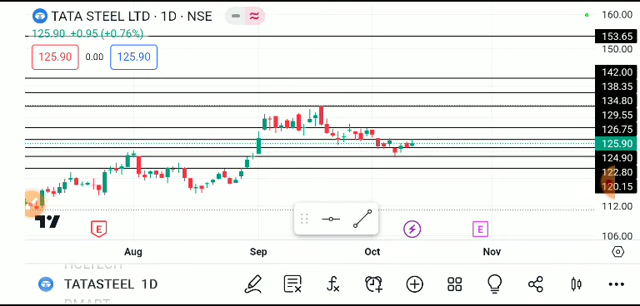 TATA STEEL LTD · 1D · NSE
125.90 +0.95 (+0.76%)
125.90 0.00 125.90
160.00
153.65
150.00
142.00
138.35
134.80
129.55
126.75
125.90
124.90
122.80
120.15
112.00
106.00
E
E
Aug Sep Oct Nov
HCLTECH
TATASTEEL 1D
DMART